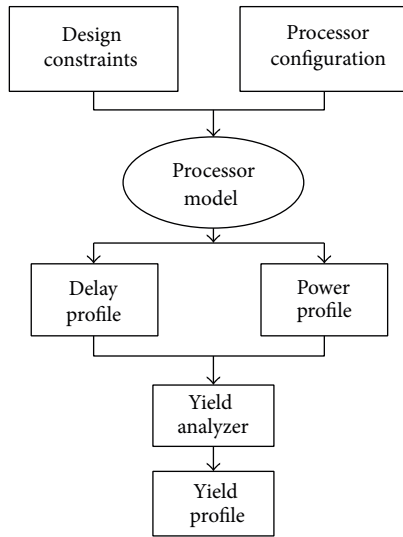 Design
constraints
Processor
configuration
Processor
model
Delay
profile
Power
profile
Yield
analyzer
Yield
profile